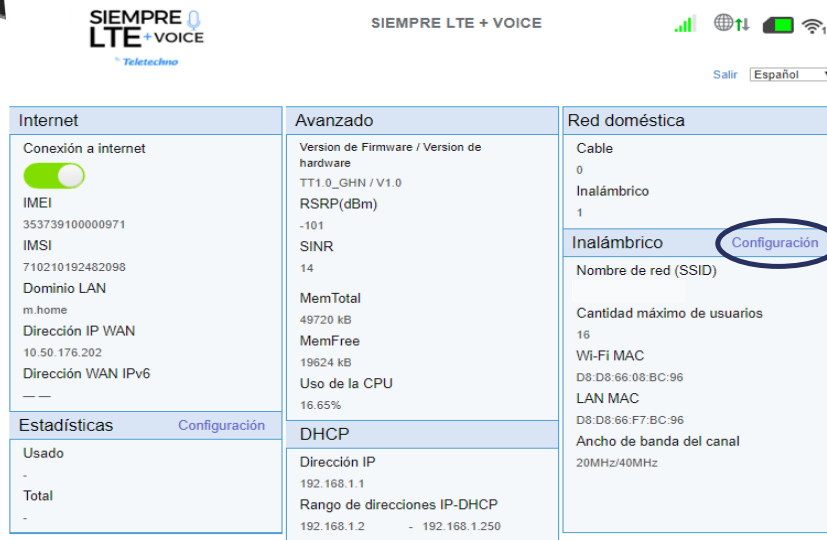 SIEMPRE
LTE+VOICE
Teletechno
SIEMPRE LTE + VOICE
1
Salir Español
Internet
Conexión a internet
IMEI
353739100000971
IMSI
710210192482098
Dominio LAN
m.home
Dirección IP WAN
10.50.176.202
Dirección WAN IPv6
— —
Estadísticas Configuración
Usado
-
Total
-
Avanzado
Version de Firmware / Version de
hardware
TT1.0_GHN / V1.0
RSRP(dBm)
-101
SINR
14
MemTotal
49720 kB
MemFree
19624 kB
Uso de la CPU
16.65%
DHCP
Dirección IP
192.168.1.1
Rango de direcciones IP-DHCP
192.168.1.2 - 192.168.1.250
Red doméstica
Cable
0
Inalámbrico
1
Inalámbrico Configuración
Nombre de red (SSID)
Cantidad máximo de usuarios
16
Wi-Fi MAC
D8:D8:66:08:BC:96
LAN MAC
D8:D8:66:F7:BC:96
Ancho de banda del canal
20MHz/40MHz